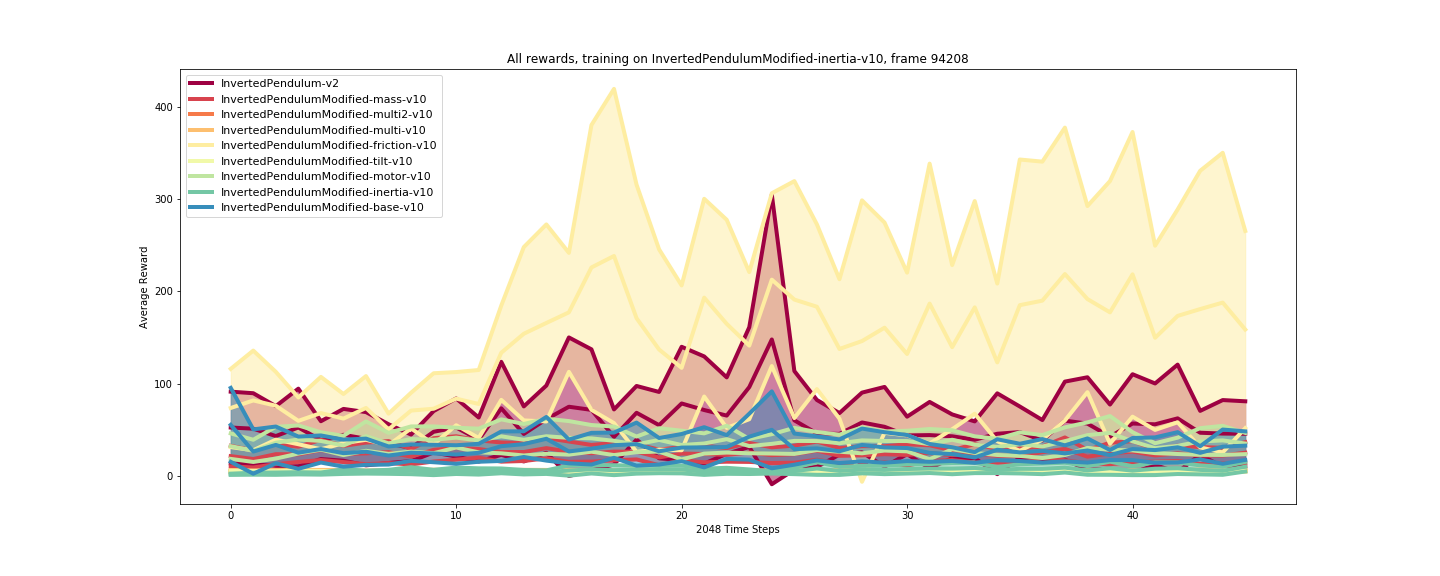 All rewards, training on InvertedPendulumModified-inertia-v10, frame 94208
InvertedPendulum-v2
InvertedPendulumModified-mass-v10
InvertedPendulumModified-multi2-v10
InvertedPendulumModified-multi-v10
InvertedPendulumModified-friction-v10
InvertedPendulumModified-tilt-v10
InvertedPendulumModified-motor-v10
InvertedPendulumModified-inertia-v10
InvertedPendulumModified-base-v10
400
300
200
100
0
Average Reward
0 10 20 30 40
2048 Time Steps